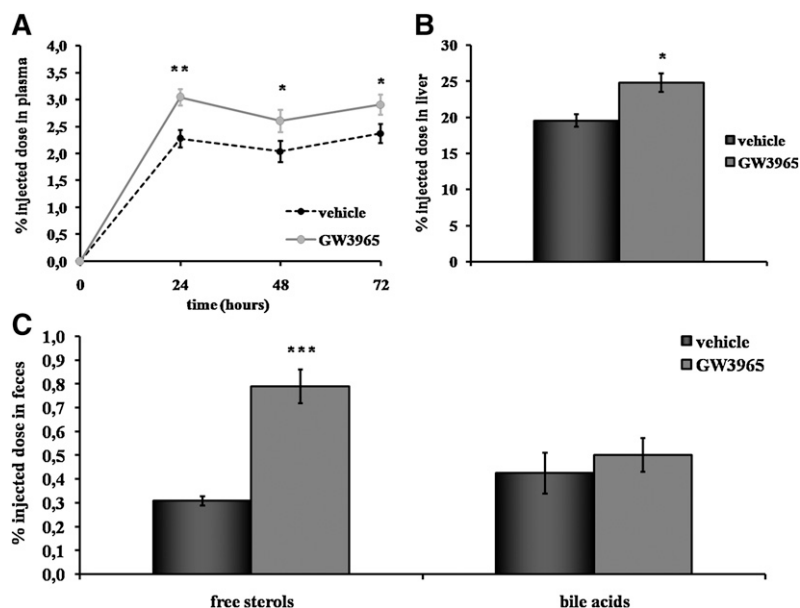 A
% injected dose in plasma
4,0
3,5
3,0
2,5
2,0
1,5
1,0
0,5
0,0
**
*
*
vehicle
GW3965
0 24 48 72
time (hours)
B
% injected dose in liver
30
25
20
15
10
5
0
*
vehicle
GW3965
C
% injected dose in feces
1,0
0,9
0,8
0,7
0,6
0,5
0,4
0,3
0,2
0,1
0,0
***
vehicle
GW3965
free sterols bile acids